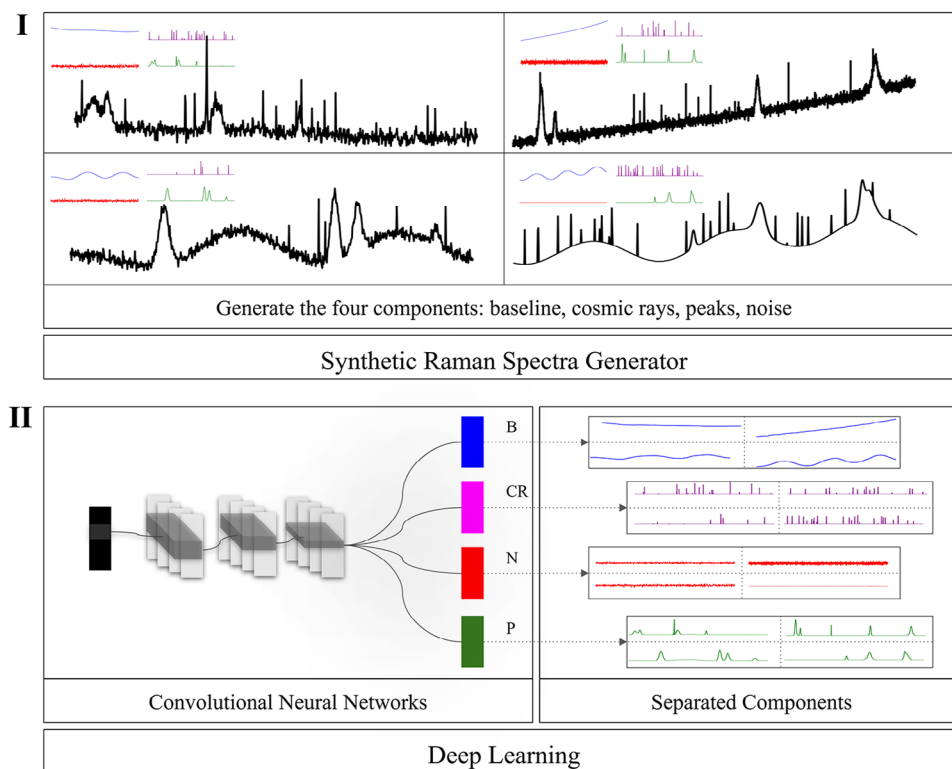 I
Generate the four components: baseline, cosmic rays, peaks, noise
Synthetic Raman Spectra Generator
II
B
CR
N
P
Convolutional Neural Networks
Separated Components
Deep Learning